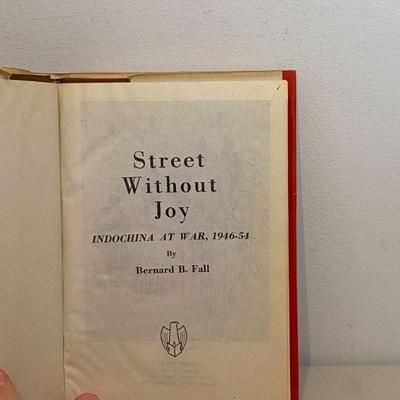 Street
Without
Joy
INDOCHINA AT WAR, 1946-54
By
Bernard B. Fall